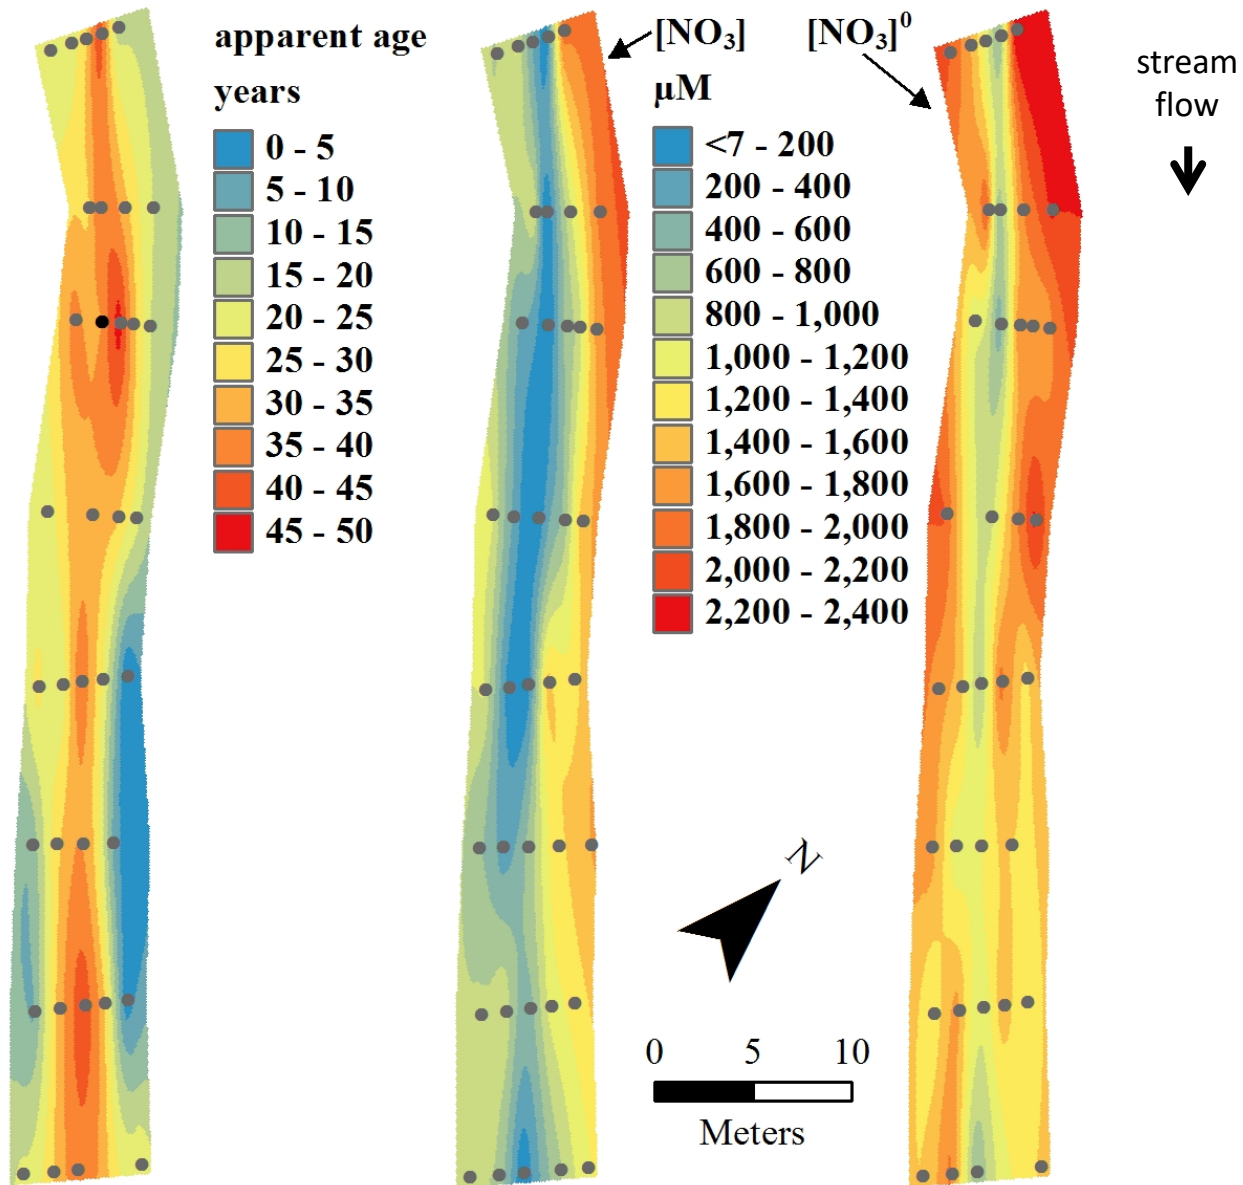 apparent age
years
0 - 5
5 - 10
10 - 15
15 - 20
20 - 25
25 - 30
30 - 35
35 - 40
40 - 45
45 - 50
[NO₃]
[NO₃]⁰
µM
<7 - 200
200 - 400
400 - 600
600 - 800
800 - 1,000
1,000 - 1,200
1,200 - 1,400
1,400 - 1,600
1,600 - 1,800
1,800 - 2,000
2,000 - 2,200
2,200 - 2,400
stream
flow
N
0 5 10
Meters